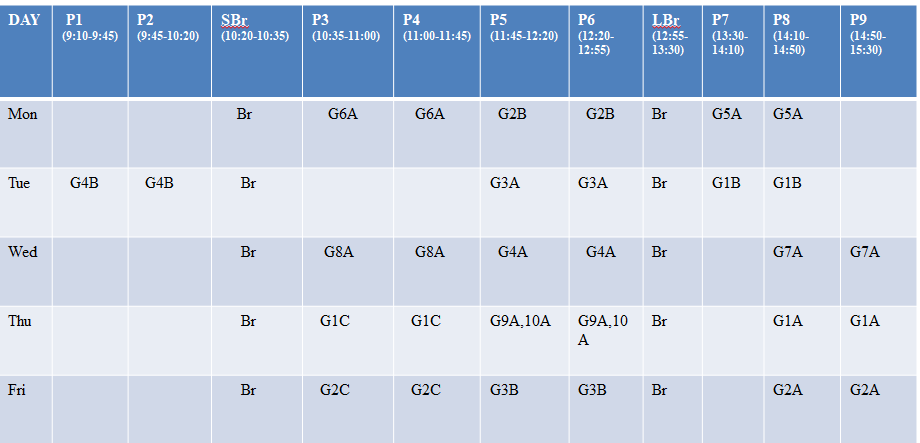 DAY P1 P2 SBr P3 P4 P5 P6 LBr P7 P8 P9
(9:10-9:45) (9:45-10:20) (10:20-10:35) (10:35-11:00) (11:00-11:45) (11:45-12:20) (12:20-12:55) (12:55-13:30) (13:30-14:10) (14:10-14:50) (14:50-15:30)
Mon Br G6A G6A G2B G2B Br G5A G5A
Tue G4B G4B Br G3A G3A Br G1B G1B
Wed Br G8A G8A G4A G4A Br G7A G7A
Thu Br G1C G1C G9A,10A G9A,10A Br G1A G1A
Fri Br G2C G2C G3B G3B Br G2A G2A